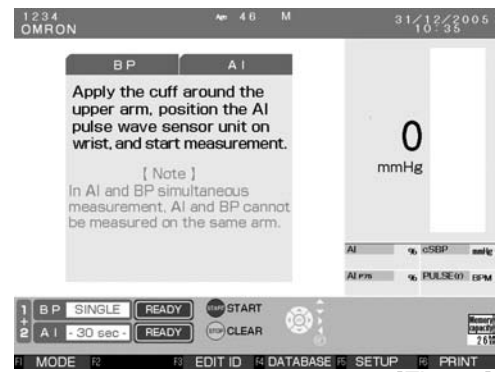 1234
OMRON
Age 46 M
31/12/2005
10:35
BP AI
Apply the cuff around the
upper arm, position the AI
pulse wave sensor unit on
wrist, and start measurement.
[ Note ]
In AI and BP simultaneous
measurement, AI and BP cannot
be measured on the same arm.
0
mmHg
AI % cSBP mmHg
AI P75 % PULSE(r) BPM
1 BP SINGLE READY START START
+
2 AI - 30 sec - READY STOP CLEAR
Memory
capacity
261
F1 MODE F2 F3 EDIT ID F4 DATABASE F5 SETUP F6 PRINT